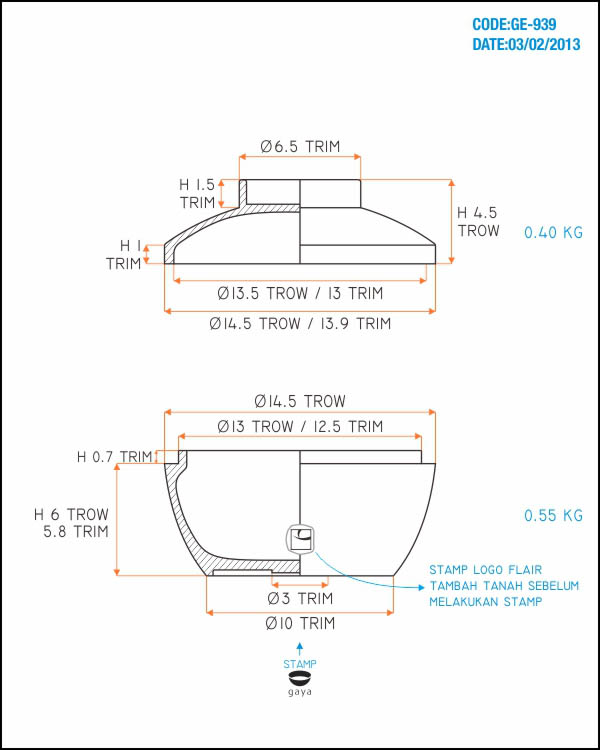 CODE:GE-939
DATE:03/02/2013
Ø6.5 TRIM
H 1.5
TRIM
H 4.5
TROW
0.40 KG
H 1
TRIM
Ø13.5 TROW / 13 TRIM
Ø14.5 TROW / 13.9 TRIM
Ø14.5 TROW
Ø13 TROW / 12.5 TRIM
H 0.7 TRIM
H 6 TROW
5.8 TRIM
0.55 KG
STAMP LOGO FLAIR
TAMBAH TANAH SEBELUM
MELAKUKAN STAMP
Ø3 TRIM
Ø10 TRIM
STAMP
gaya